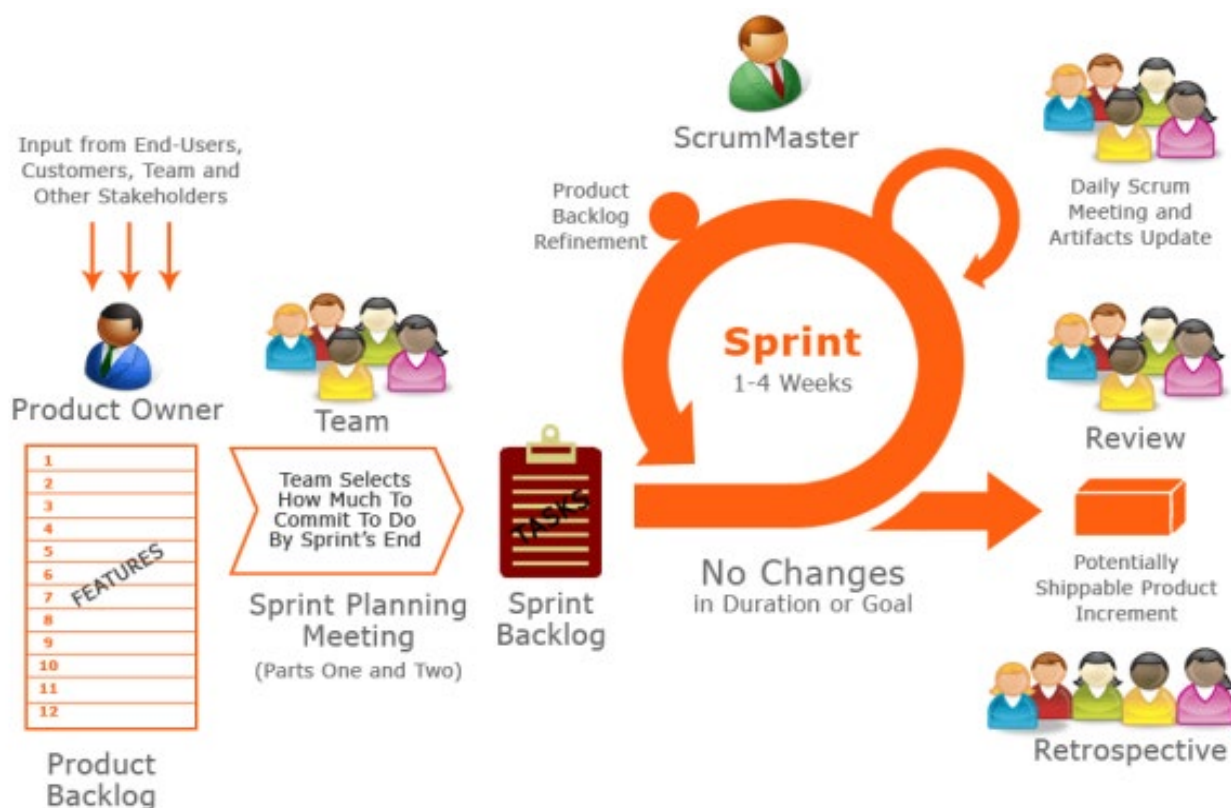 Input from End-Users,
Customers, Team and
Other Stakeholders
Product Owner
1
2
3
4
5
6
7
8
9
10
11
12
FEATURES
Product
Backlog
Team
Team Selects
How Much To
Commit To Do
By Sprint's End
Sprint Planning
Meeting
(Parts One and Two)
TASKS
Sprint
Backlog
ScrumMaster
Product
Backlog
Refinement
Sprint
1-4 Weeks
No Changes
in Duration or Goal
Daily Scrum
Meeting and
Artifacts Update
Review
Potentially
Shippable Product
Increment
Retrospective